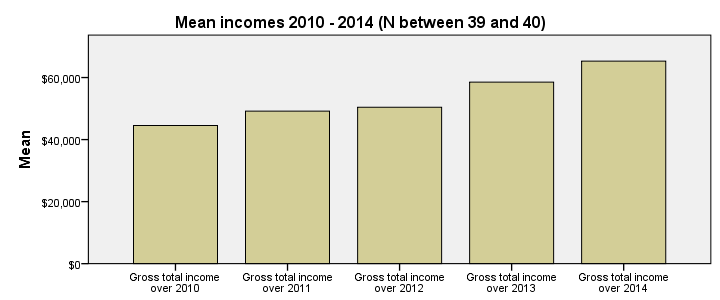 Mean incomes 2010 - 2014 (N between 39 and 40)
Mean
$60,000
$40,000
$20,000
$0
Gross total income
over 2010
Gross total income
over 2011
Gross total income
over 2012
Gross total income
over 2013
Gross total income
over 2014